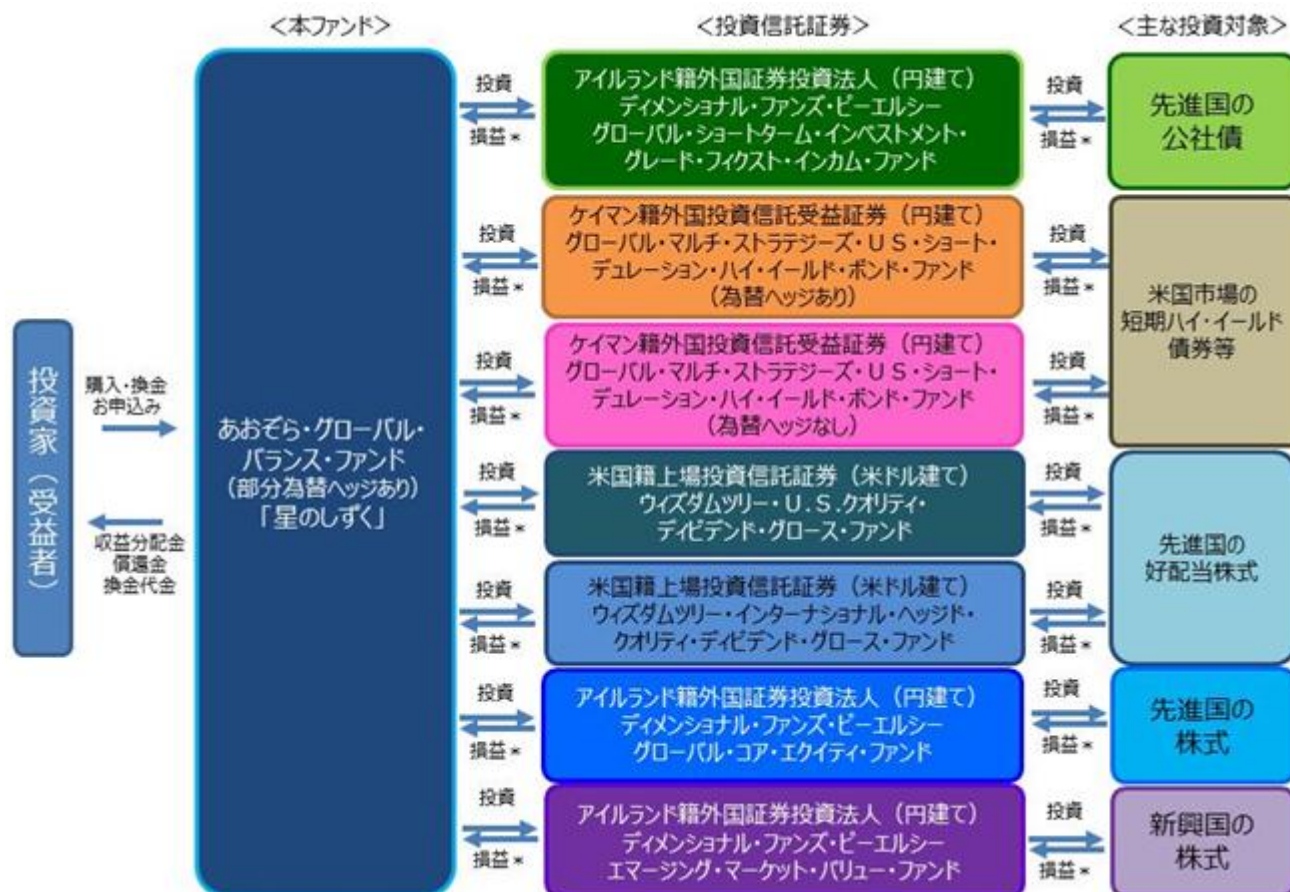 ＜本ファンド＞
＜投資信託証券＞
＜主な投資対象＞
投資家（受益者）
購入・換金
お申込み
収益分配金
償還金
換金代金
あおぞら・グローバル・
バランス・ファンド
（部分為替ヘッジあり）
「星のしずく」
投資
損益＊
アイルランド籍外国証券投資法人（円建て）
ディメンショナル・ファンズ・ピーエルシー
グローバル・ショートターム・インベストメント・
グレード・フィクスト・インカム・ファンド
投資
損益＊
先進国の
公社債
投資
損益＊
ケイマン籍外国投資信託受益証券（円建て）
グローバル・マルチ・ストラテジーズ・ＵＳ・ショート・
デュレーション・ハイ・イールド・ボンド・ファンド
（為替ヘッジあり）
投資
損益＊
米国市場の
短期ハイ・イールド
債券等
投資
損益＊
ケイマン籍外国投資信託受益証券（円建て）
グローバル・マルチ・ストラテジーズ・ＵＳ・ショート・
デュレーション・ハイ・イールド・ボンド・ファンド
（為替ヘッジなし）
投資
損益＊
投資
損益＊
米国籍上場投資信託証券（米ドル建て）
ウィズダムツリー・U.S.クオリティ・
ディビデンド・グロース・ファンド
投資
損益＊
先進国の
好配当株式
投資
損益＊
米国籍上場投資信託証券（米ドル建て）
ウィズダムツリー・インターナショナル・ヘッジド・
クオリティ・ディビデンド・グロース・ファンド
投資
損益＊
投資
損益＊
アイルランド籍外国証券投資法人（円建て）
ディメンショナル・ファンズ・ピーエルシー
グローバル・コア・エクイティ・ファンド
投資
損益＊
先進国の
株式
投資
損益＊
アイルランド籍外国証券投資法人（円建て）
ディメンショナル・ファンズ・ピーエルシー
エマージング・マーケット・バリュー・ファンド
投資
損益＊
新興国の
株式